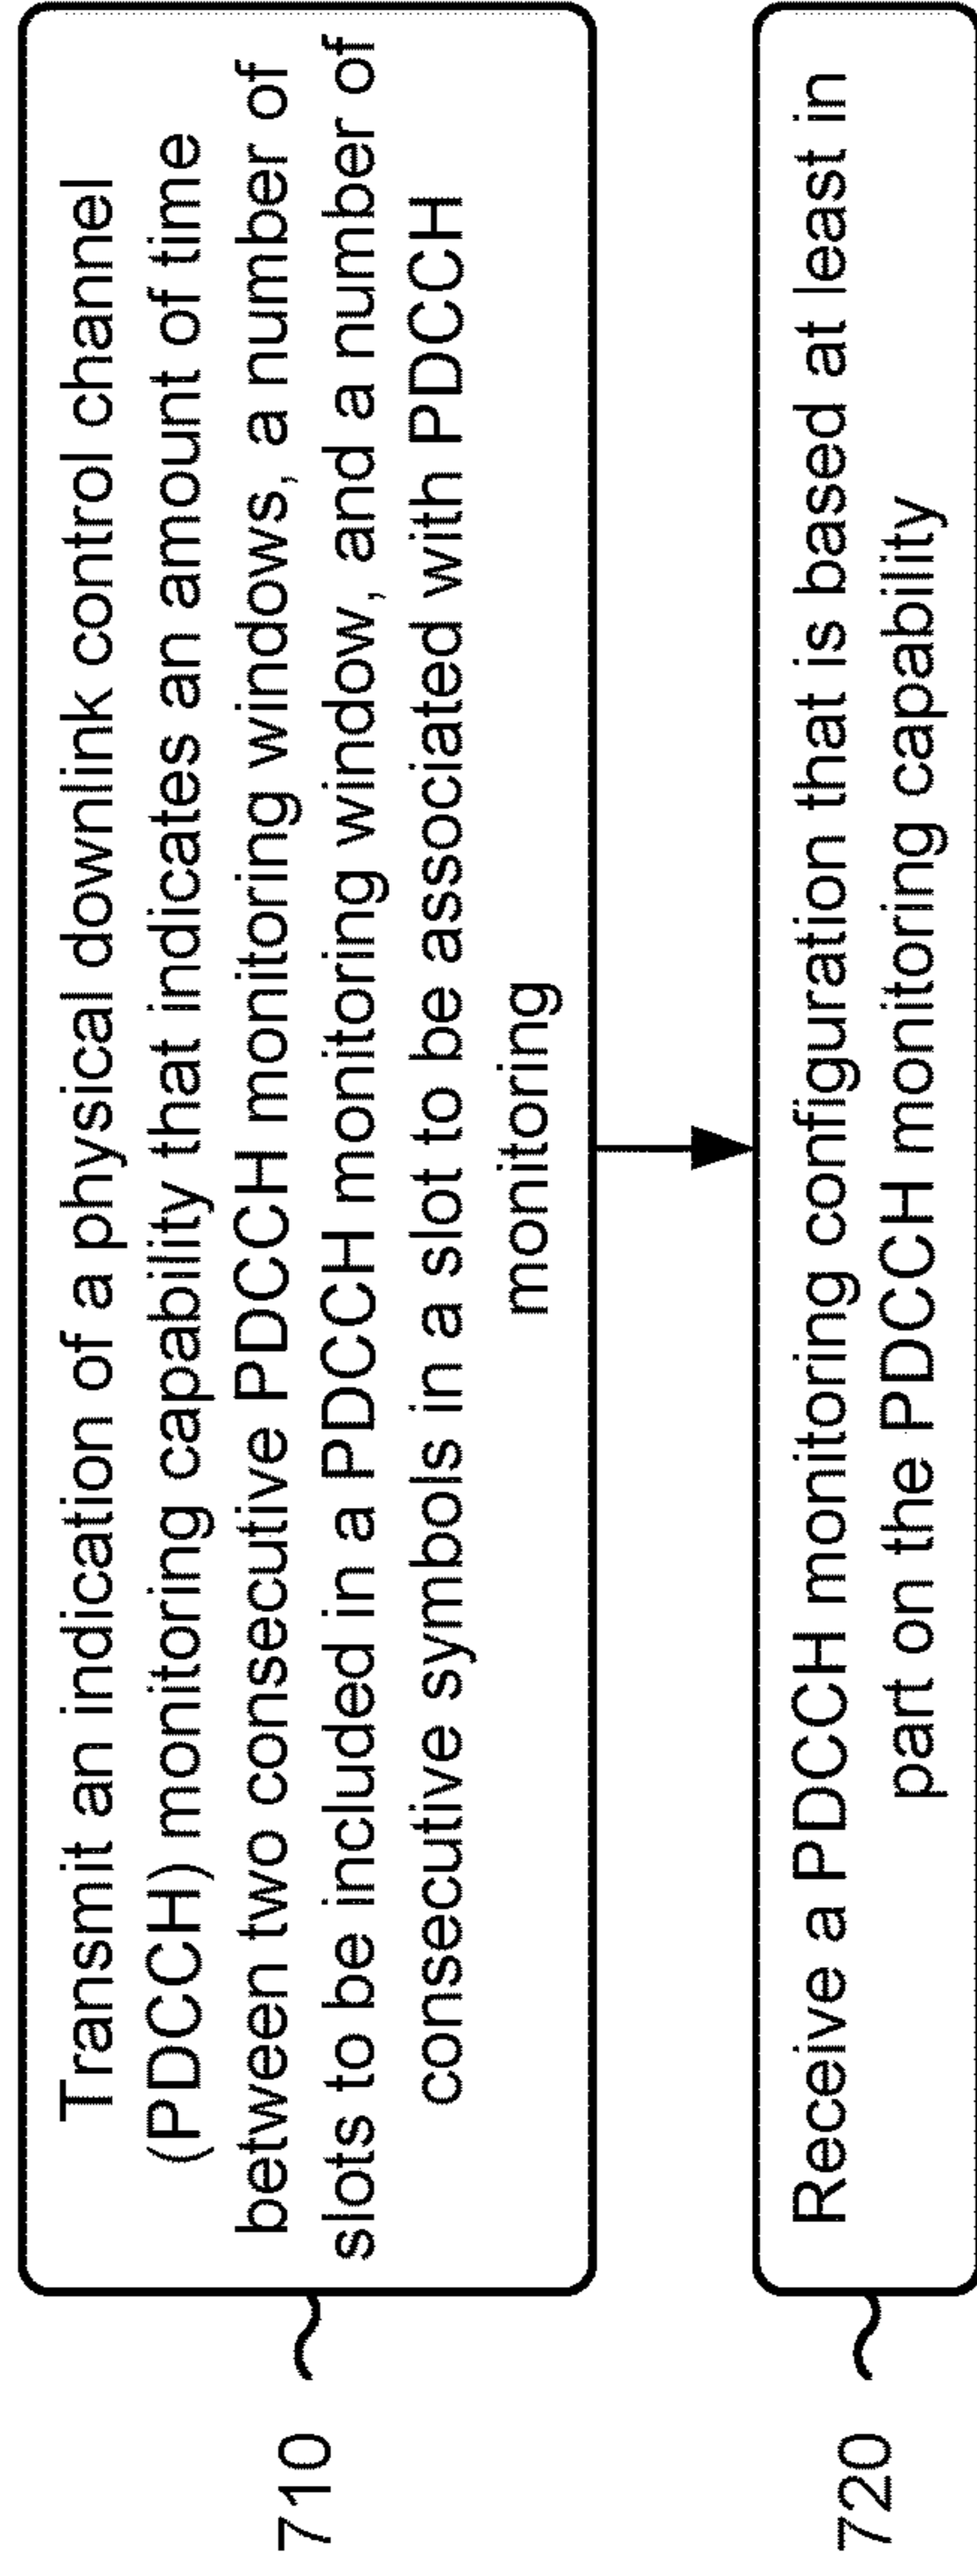 710
Transmit an indication of a physical downlink control channel
(PDCCH) monitoring capability that indicates an amount of time
between two consecutive PDCCH monitoring windows, a number of
slots to be included in a PDCCH monitoring window, and a number of
consecutive symbols in a slot to be associated with PDCCH
monitoring
720
Receive a PDCCH monitoring configuration that is based at least in
part on the PDCCH monitoring capability